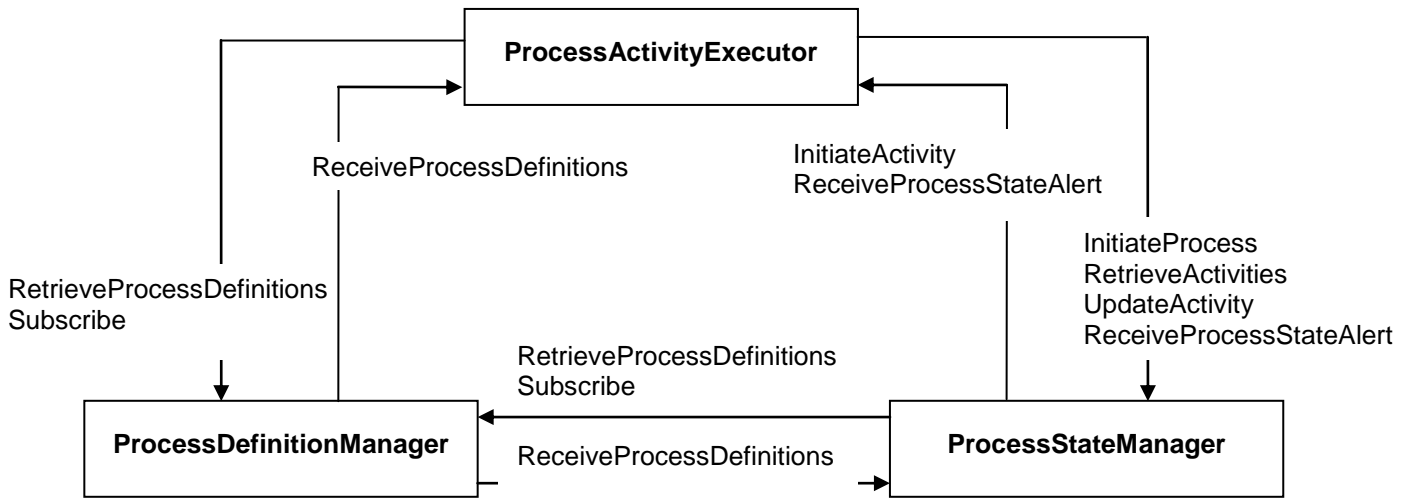 ProcessActivityExecutor
ReceiveProcessDefinitions
InitiateActivity
ReceiveProcessStateAlert
InitiateProcess
RetrieveActivities
UpdateActivity
ReceiveProcessStateAlert
RetrieveProcessDefinitions
Subscribe
RetrieveProcessDefinitions
Subscribe
ProcessDefinitionManager
ReceiveProcessDefinitions
ProcessStateManager